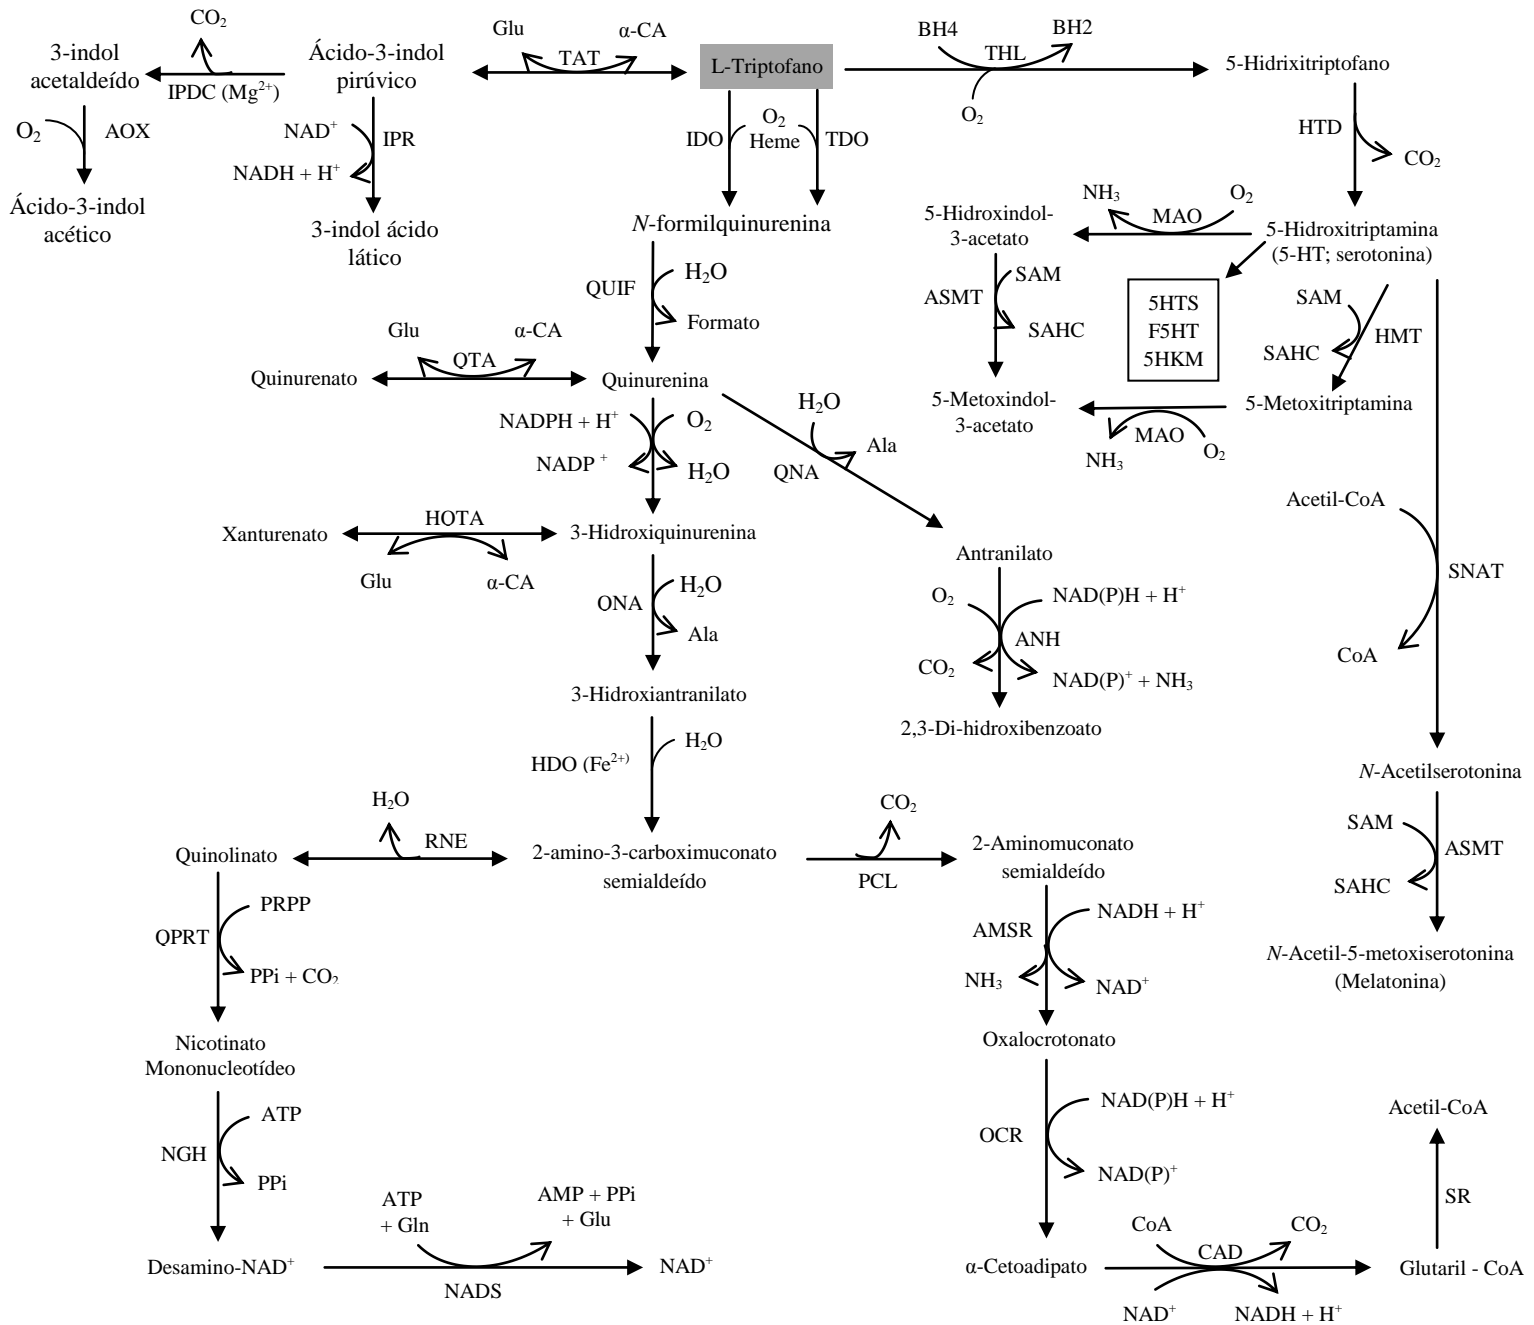 CO₂
Glu
α-CA
BH4
BH2
3-indol
acetaldeído
Ácido-3-indol
pirúvico
TAT
L-Triptofano
THL
5-Hidrixitriptofano
IPDC (Mg²⁺)
O₂
O₂
AOX
NAD⁺
IPR
NADH + H⁺
IDO
O₂
Heme
TDO
HTD
CO₂
Ácido-3-indol
acético
3-indol ácido
lático
N-formilquinurenina
5-Hidroxindol-
3-acetato
NH₃
MAO
O₂
5-Hidroxitriptamina
(5-HT; serotonina)
QUIF
H₂O
Formato
ASMT
SAM
SAHC
5HTS
F5HT
5HKM
SAM
SAHC
HMT
Glu
α-CA
QTA
Quinurenato
Quinurenina
5-Metoxindol-
3-acetato
5-Metoxitriptamina
MAO
NH₃
O₂
NADPH + H⁺
O₂
NADP ⁺
H₂O
H₂O
Ala
QNA
Acetil-CoA
SNAT
CoA
Xanturenato
HOTA
3-Hidroxiquinurenina
Glu
α-CA
Antranilato
QNA
H₂O
Ala
O₂
NAD(P)H + H⁺
ANH
CO₂
NAD(P)⁺ + NH₃
3-Hidroxiantranilato
2,3-Di-hidroxibenzoato
HDO (Fe²⁺⁾
H₂O
N-Acetilserotonina
H₂O
RNE
CO₂
SAM
ASMT
SAHC
Quinolinato
2-amino-3-carboximuconato
semialdeído
PCL
2-Aminomuconato
semialdeído
PRPP
QPRT
PPi + CO₂
NADH + H⁺
AMSR
NH₃
NAD⁺
N-Acetil-5-metoxiserotonina
(Melatonina)
Nicotinato
Mononucleotídeo
Oxalocrotonato
ATP
NGH
PPi
NAD(P)H + H⁺
OCR
NAD(P)⁺
Acetil-CoA
SR
ATP
+ Gln
AMP + PPi
+ Glu
CoA
CO₂
CAD
Desamino-NAD⁺
NADS
NAD⁺
α-Cetoadipato
Glutaril - CoA
NAD⁺
NADH + H⁺